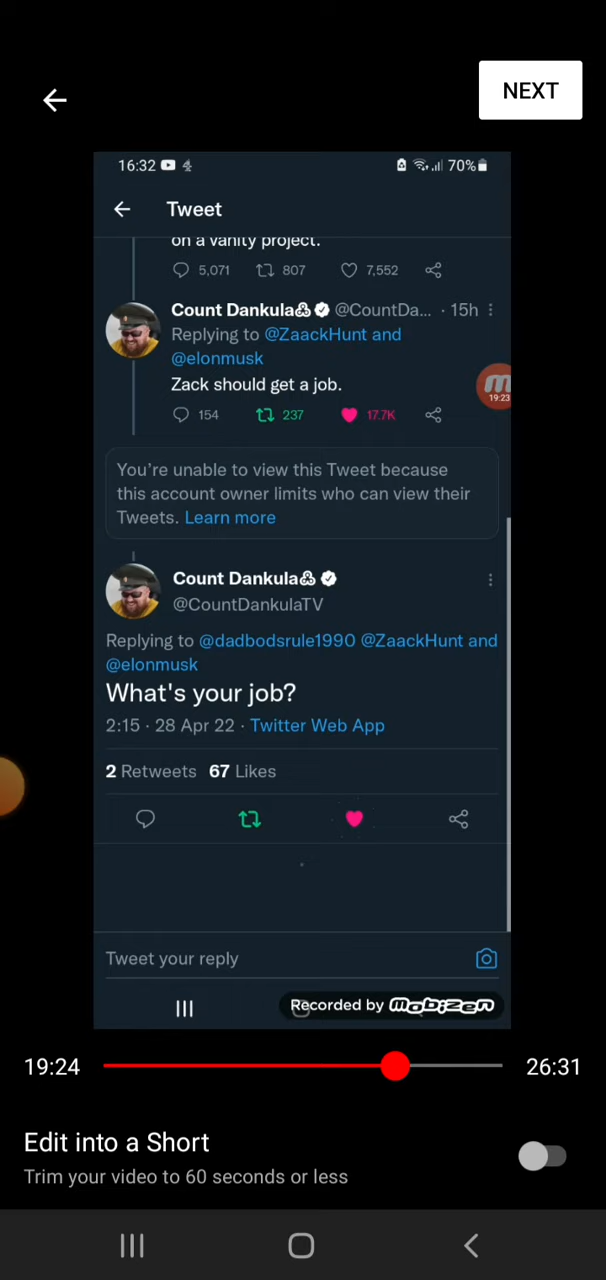 NEXT
16:32 70%
Tweet
on a vanity project.
5,071 807 7,552
Count Dankula @CountDa... · 15h
Replying to @ZaackHunt and
@elonmusk
Zack should get a job.
154 237 17.7K
19:23
You're unable to view this Tweet because
this account owner limits who can view their
Tweets. Learn more
Count Dankula
@CountDankulaTV
Replying to @dadbodsrule1990 @ZaackHunt and
@elonmusk
What's your job?
2:15 · 28 Apr 22 · Twitter Web App
2 Retweets 67 Likes
Tweet your reply
Recorded by mobizen
19:24 26:31
Edit into a Short
Trim your video to 60 seconds or less